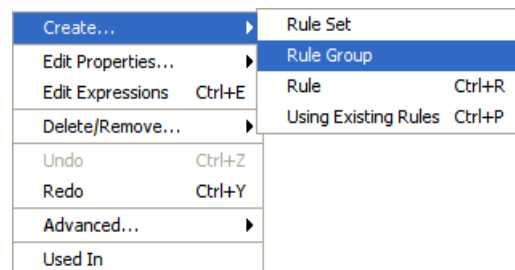 Create...
Edit Properties...
Edit Expressions Ctrl+E
Delete/Remove...
Undo Ctrl+Z
Redo Ctrl+Y
Advanced...
Used In
Rule Set
Rule Group
Rule Ctrl+R
Using Existing Rules Ctrl+P